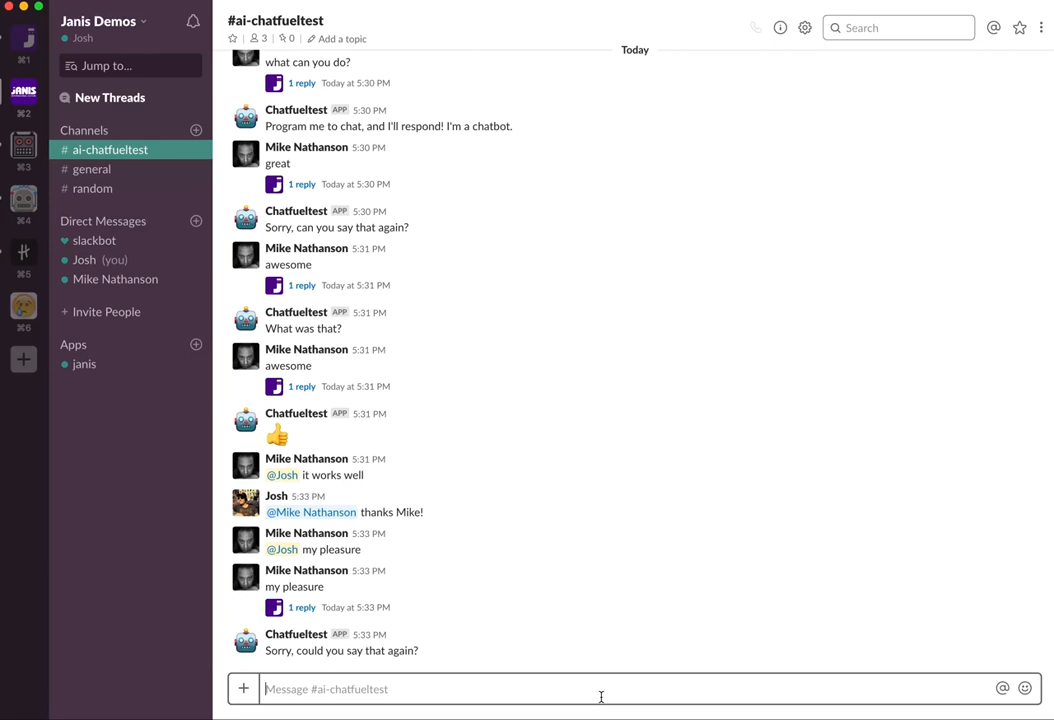 Janis Demos
Josh
Jump to...
New Threads
Channels
# ai-chatfueltest
# general
# random
Direct Messages
slackbot
Josh (you)
Mike Nathanson
+ Invite People
Apps
janis
⌘1
JANIS
⌘2
⌘3
⌘4
⌘5
⌘6
#ai-chatfueltest
3
0
Add a topic
Search
Today
what can you do?
1 reply Today at 5:30 PM
Chatfueltest APP 5:30 PM
Program me to chat, and I'll respond! I'm a chatbot.
Mike Nathanson 5:30 PM
great
1 reply Today at 5:30 PM
Chatfueltest APP 5:30 PM
Sorry, can you say that again?
Mike Nathanson 5:31 PM
awesome
1 reply Today at 5:31 PM
Chatfueltest APP 5:31 PM
What was that?
Mike Nathanson 5:31 PM
awesome
1 reply Today at 5:31 PM
Chatfueltest APP 5:31 PM
Mike Nathanson 5:31 PM
@Josh it works well
Josh 5:33 PM
@Mike Nathanson thanks Mike!
Mike Nathanson 5:33 PM
@Josh my pleasure
Mike Nathanson 5:33 PM
my pleasure
1 reply Today at 5:33 PM
Chatfueltest APP 5:33 PM
Sorry, could you say that again?
Message #ai-chatfueltest